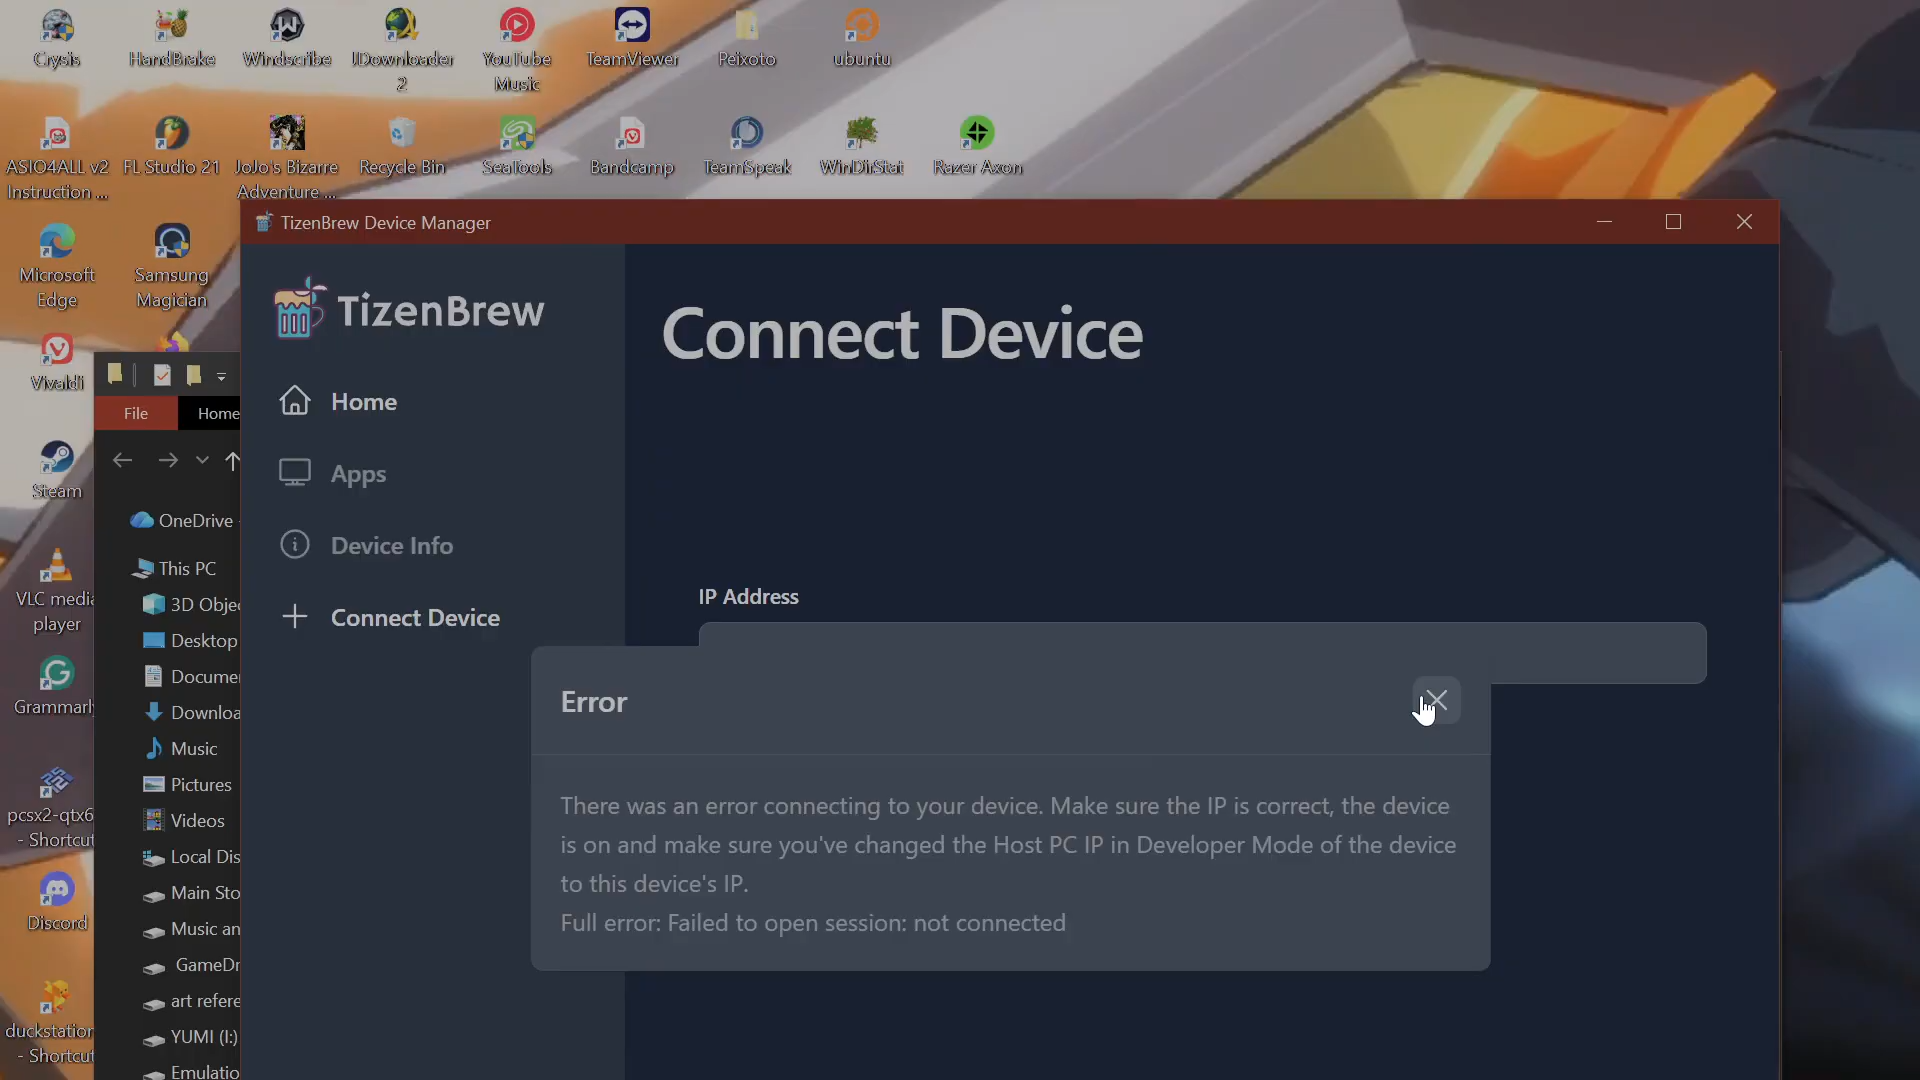 Crysis
HandBrake
Windscribe
JDownloader
2
YouTube
Music
TeamViewer
Peixoto
ubuntu
ASIO4ALL v2
Instruction ...
FL Studio 21
JoJo's Bizarre
Adventure ...
Recycle Bin
SeaTools
Bandcamp
TeamSpeak
WinDirStat
Razer Axon
Microsoft
Edge
Samsung
Magician
Vivaldi
Steam
VLC media
player
Grammarly
pcsx2-qtx6
- Shortcut
Discord
duckstation
- Shortcut
File
Home
OneDrive -
This PC
3D Objec
Desktop
Documen
Downloa
Music
Pictures
Videos
Local Dis
Main Sto
Music an
GameDr
art refere
YUMI (I:)
Emulatio
TizenBrew Device Manager
TizenBrew
Home
Apps
Device Info
Connect Device
Connect Device
IP Address
Error
There was an error connecting to your device. Make sure the IP is correct, the device
is on and make sure you've changed the Host PC IP in Developer Mode of the device
to this device's IP.
Full error: Failed to open session: not connected